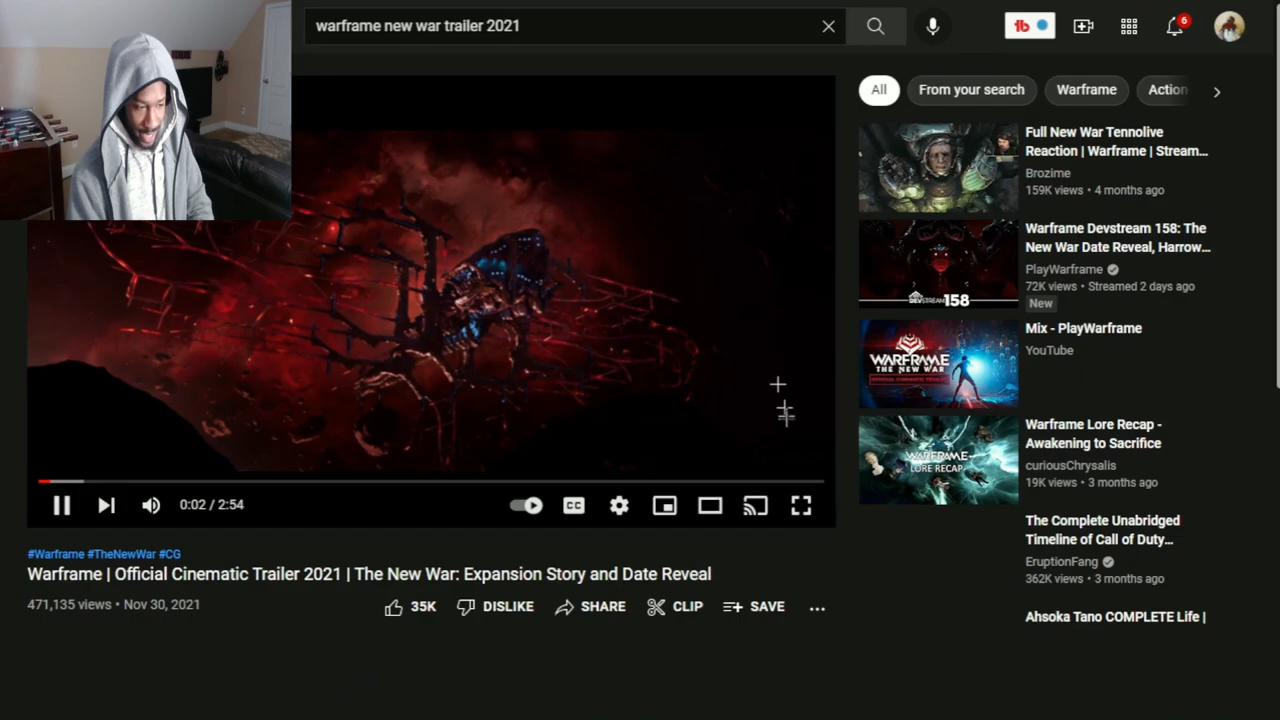 warframe new war trailer 2021
tb
6
All
From your search
Warframe
Action
Full New War Tennolive
Reaction | Warframe | Stream...
Brozime
159K views • 4 months ago
DEVSTREAM 158
Warframe Devstream 158: The
New War Date Reveal, Harrow...
PlayWarframe
72K views • Streamed 2 days ago
New
WARFRAME
THE NEW WAR
OFFICIAL CINEMATIC TRAILER
Mix - PlayWarframe
YouTube
WARFRAME
LORE RECAP
Warframe Lore Recap -
Awakening to Sacrifice
curiousChrysalis
19K views • 3 months ago
0:02 / 2:54
CC
The Complete Unabridged
Timeline of Call of Duty...
EruptionFang
362K views • 3 months ago
Ahsoka Tano COMPLETE Life |
#Warframe #TheNewWar #CG
Warframe | Official Cinematic Trailer 2021 | The New War: Expansion Story and Date Reveal
471,135 views • Nov 30, 2021
35K
DISLIKE
SHARE
CLIP
SAVE